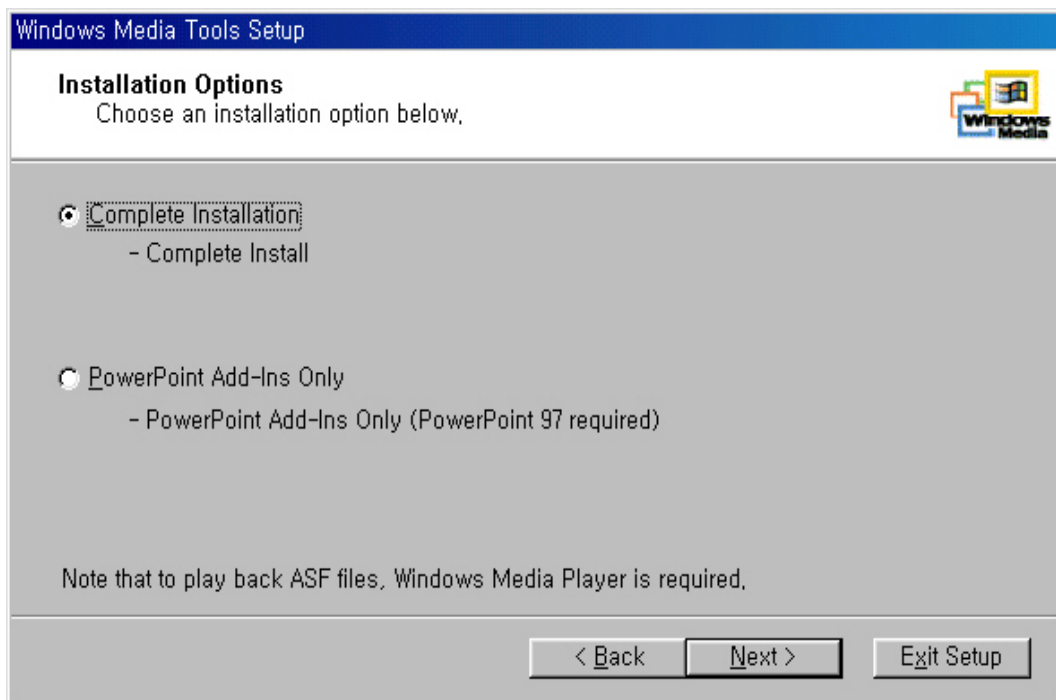 Windows Media Tools Setup
Installation Options
Choose an installation option below.
Windows
Media
Complete Installation
- Complete Install
PowerPoint Add-Ins Only
- PowerPoint Add-Ins Only (PowerPoint 97 required)
Note that to play back ASF files, Windows Media Player is required.
< Back Next > Exit Setup